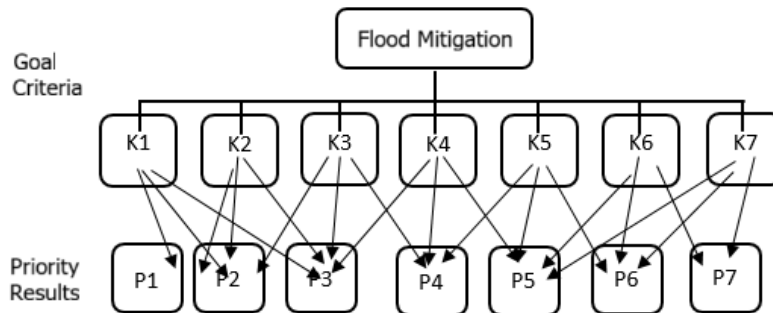 Flood Mitigation
Goal
Criteria
K1 K2 K3 K4 K5 K6 K7
Priority
Results
P1 P2 P3 P4 P5 P6 P7